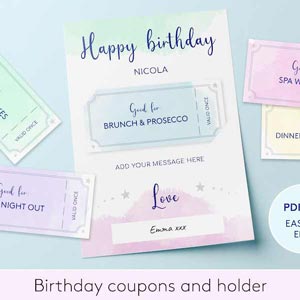 Happy birthday
NICOLA
Good for
BRUNCH & PROSECCO
VALID ONCE
ADD YOUR MESSAGE HERE
Love
Emma xxx
VALID ONCE
Good for
NIGHT OUT
VALID ONCE
SPA W
DINNE
PDF
EAS
Birthday coupons and holder